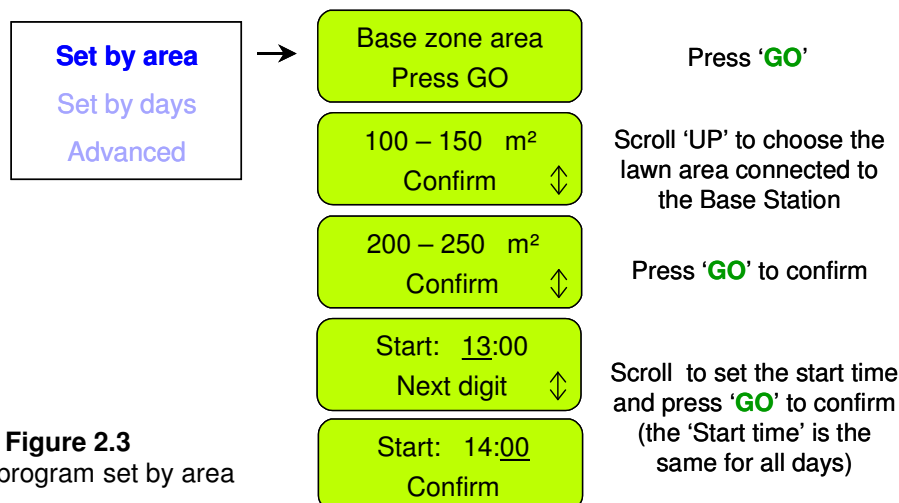 Set by area
Set by days
Advanced
Base zone area
Press GO
Press ‘GO’
100 – 150 m²
Confirm
Scroll ‘UP’ to choose the
lawn area connected to
the Base Station
200 – 250 m²
Confirm
Press ‘GO’ to confirm
Start: 13:00
Next digit
Scroll to set the start time
and press ‘GO’ to confirm
(the ‘Start time’ is the
same for all days)
Start: 14:00
Confirm
Figure 2.3
program set by area